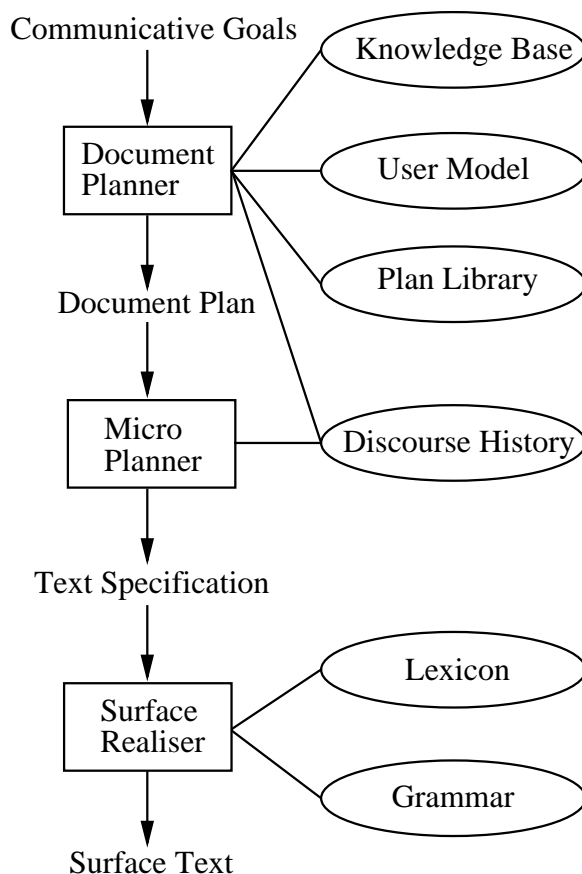 Communicative Goals
Knowledge Base
Document
Planner
User Model
Plan Library
Document Plan
Micro
Planner
Discourse History
Text Specification
Lexicon
Surface
Realiser
Grammar
Surface Text